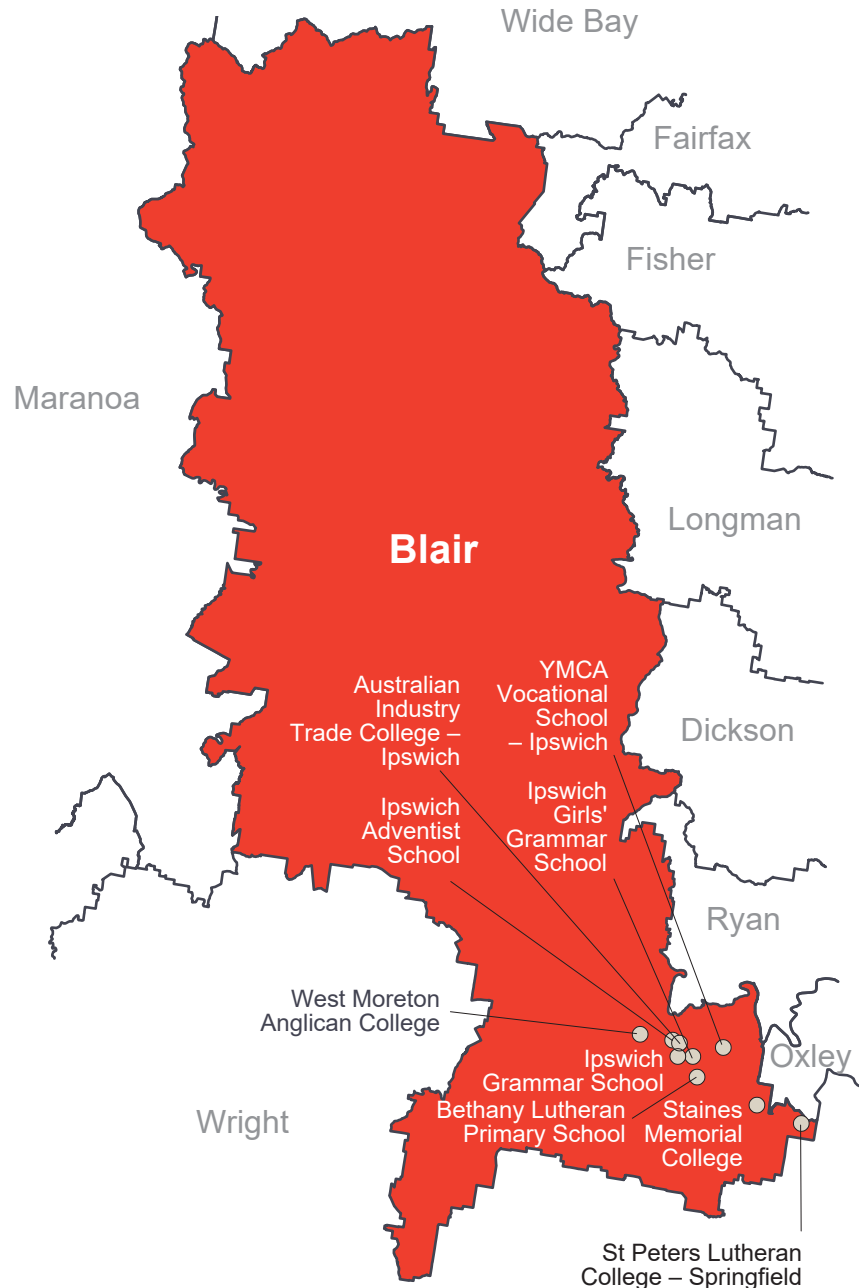 Wide Bay
Fairfax
Fisher
Maranoa
Longman
Blair
Australian
Industry
Trade College –
Ipswich
YMCA
Vocational
School
– Ipswich
Dickson
Ipswich
Adventist
School
Ipswich
Girls'
Grammar
School
Ryan
West Moreton
Anglican College
Oxley
Ipswich
Grammar School
Wright
Bethany Lutheran
Primary School
Staines
Memorial
College
St Peters Lutheran
College – Springfield